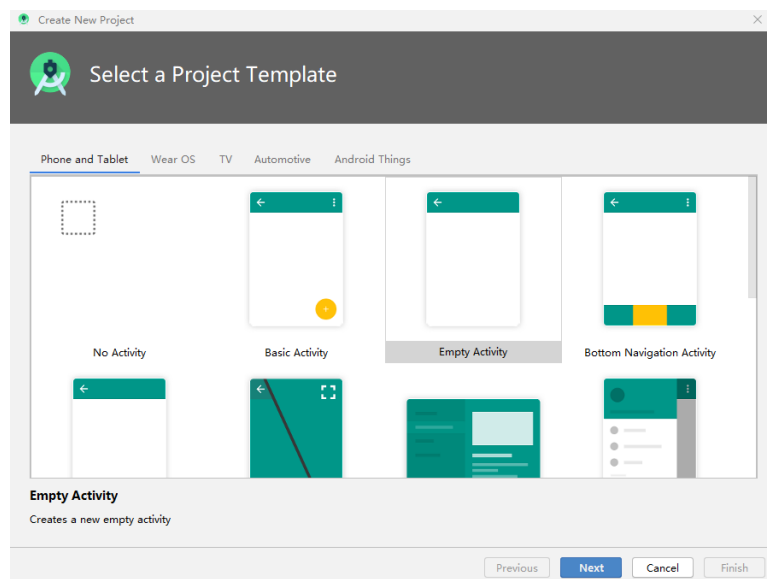 Create New Project
Select a Project Template
Phone and Tablet Wear OS TV Automotive Android Things
No Activity Basic Activity Empty Activity Bottom Navigation Activity
Empty Activity
Creates a new empty activity
Previous Next Cancel Finish